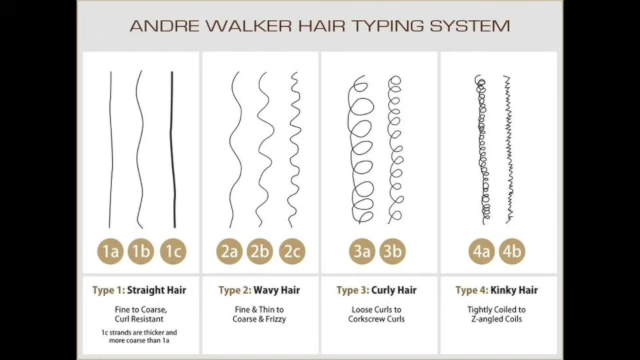 ANDRE WALKER HAIR TYPING SYSTEM
1a 1b 1c
2a 2b 2c
3a 3b
4a 4b
Type 1: Straight Hair
Fine to Coarse,
Curl Resistant
1c strands are thicker and
more coarse than 1a
Type 2: Wavy Hair
Fine & Thin to
Coarse & Frizzy
Type 3: Curly Hair
Loose Curls to
Corkscrew Curls
Type 4: Kinky Hair
Tightly Coiled to
Z-angled Coils